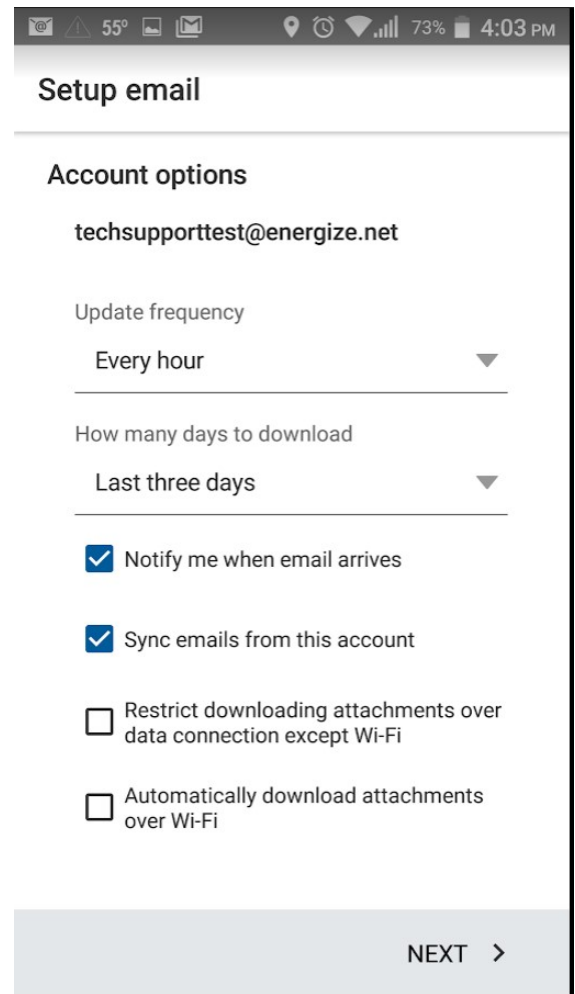 55° 73% 4:03 PM
Setup email
Account options
techsupporttest@energize.net
Update frequency
Every hour
How many days to download
Last three days
Notify me when email arrives
Sync emails from this account
Restrict downloading attachments over
data connection except Wi-Fi
Automatically download attachments
over Wi-Fi
NEXT